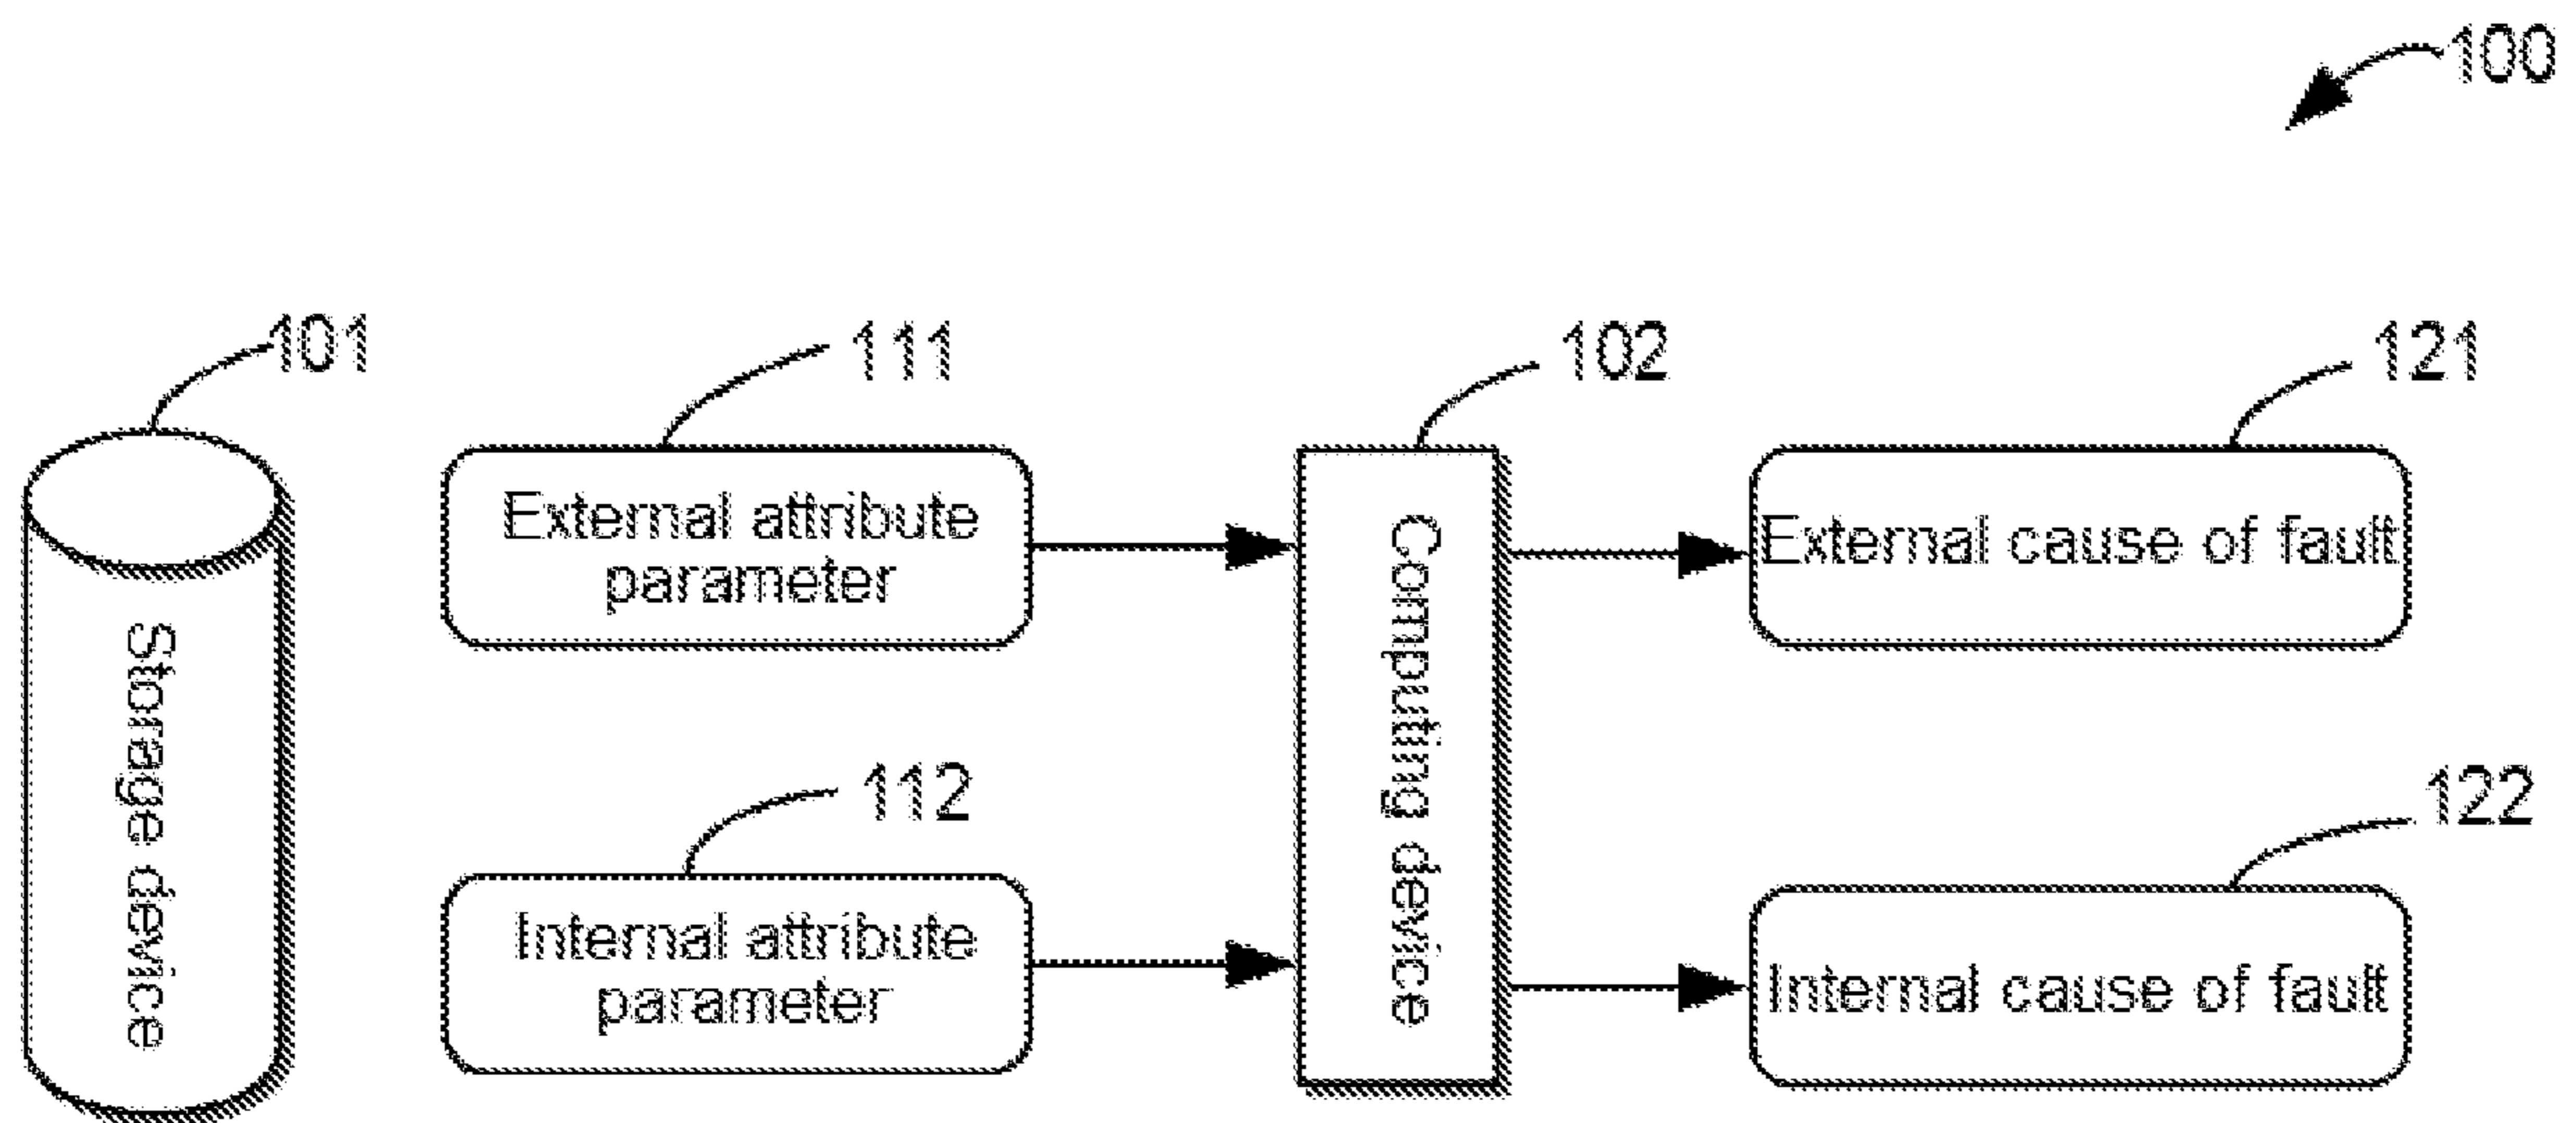 100
101
111
102
121
External attribute
parameter
External cause of fault
Storage device
Computing device
112
122
Internal attribute
parameter
Internal cause of fault